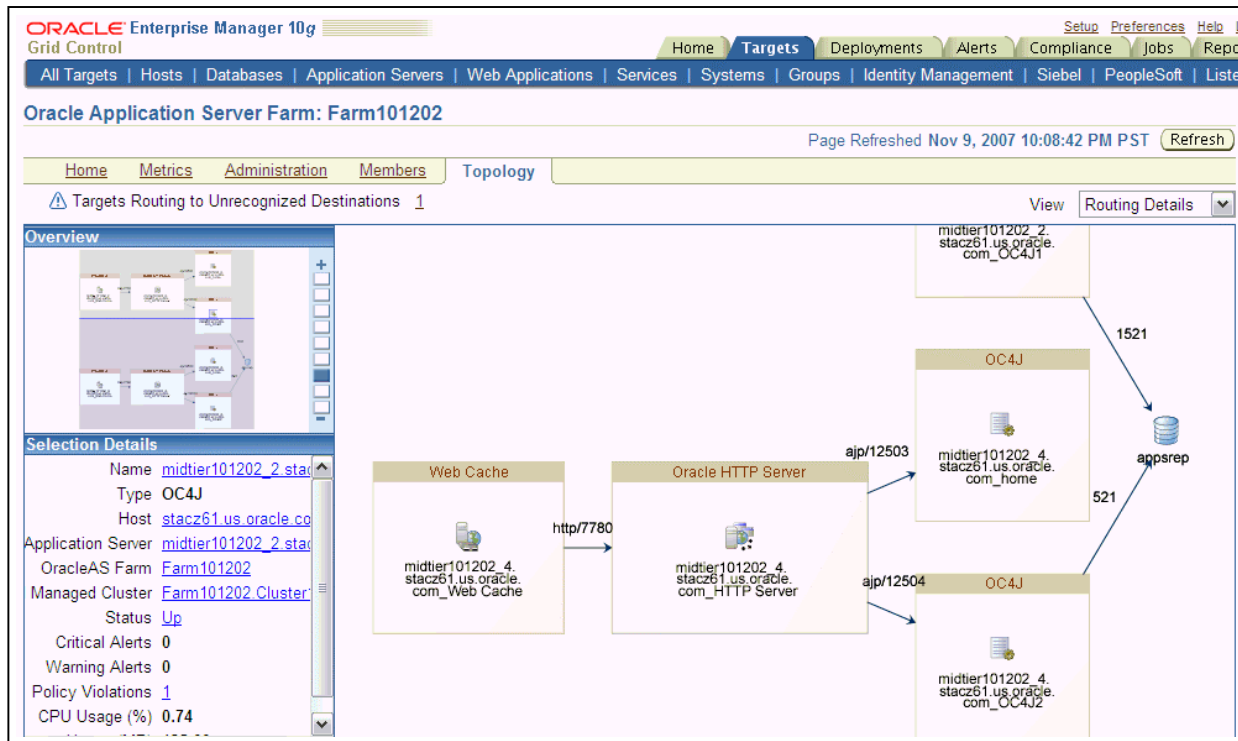 ORACLE Enterprise Manager 10g
Grid Control
Setup Preferences Help
Home Targets Deployments Alerts Compliance Jobs Repo
All Targets | Hosts | Databases | Application Servers | Web Applications | Services | Systems | Groups | Identity Management | Siebel | PeopleSoft | Liste
Oracle Application Server Farm: Farm101202
Page Refreshed Nov 9, 2007 10:08:42 PM PST Refresh
Home Metrics Administration Members Topology
Targets Routing to Unrecognized Destinations 1
View Routing Details
Overview
Selection Details
Name midtier101202_2.stac
Type OC4J
Host stacz61.us.oracle.co
Application Server midtier101202_2.stac
OracleAS Farm Farm101202
Managed Cluster Farm101202.Cluster
Status Up
Critical Alerts 0
Warning Alerts 0
Policy Violations 1
CPU Usage (%) 0.74
midtier101202_2.
stacz61.us.oracle.
com_OC4J1
1521
OC4J
midtier101202_4.
stacz61.us.oracle.
com_home
appsrep
521
ajp/12503
Web Cache
midtier101202_4.
stacz61.us.oracle.
com_Web Cache
http/7780
Oracle HTTP Server
midtier101202_4.
stacz61.us.oracle.
com_HTTP Server
ajp/12504
OC4J
midtier101202_4.
stacz61.us.oracle.
com_OC4J2